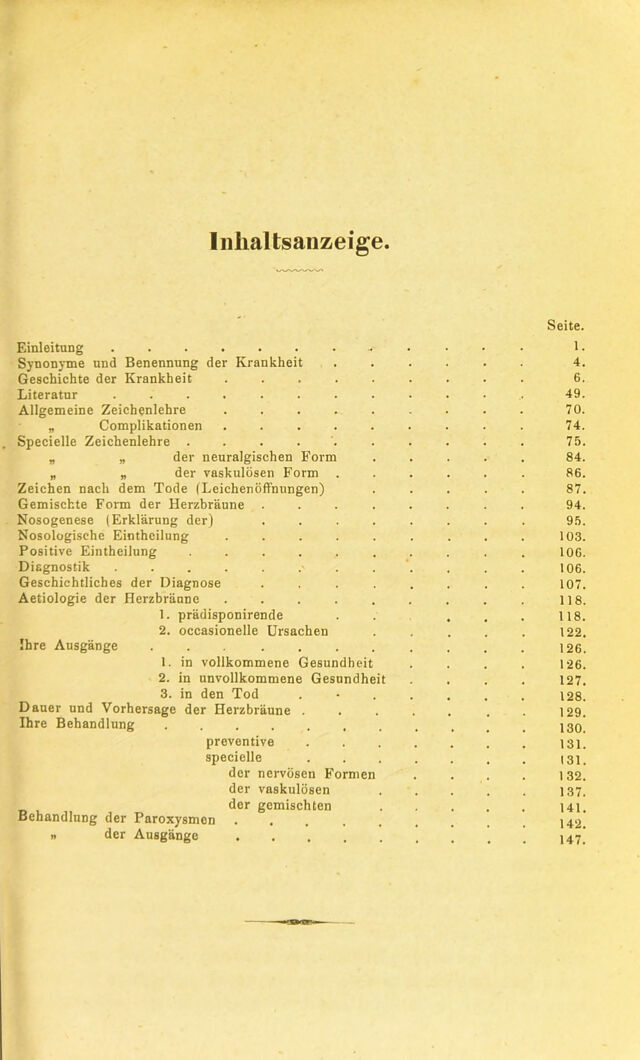 Inhaltsanzeige.
Seite.
Einleitung . . . . . . . . . . . . 1.
Synonyme und Benennung der Krankheit . . . . . . 4.
Geschichte der Krankheit . . . . . . . . . 6.
Literatur . . . . . . . . . . . . 49.
Allgemeine Zeichenlehre . . . . . . . . . 70.
„ Complikationen . . . . . . . . . 74.
Specielle Zeichenlehre . . . . . . . . . . 75.
„ „ der neuralgischen Form . . . . . 84.
„ „ der vaskulösen Form . . . . . . 86.
Zeichen nach dem Tode (Leichenöffnungen) . . . . . 87.
Gemischte Form der Herzbräune . . . . . . . . 94.
Nosogenese (Erklärung der) . . . . . . . . 95.
Nosologische Eintheilung . . . . . . . . . 103.
Positive Eintheilung . . . . . . . . . . 106.
Diagnostik . . . . . . . . . . . . 106.
Geschichtliches der Diagnose . . . . . . . . 107.
Aetiologie der Herzbräune . . . . . . . . . 118.
1. prädisponirende . . . . . 118.
2. occasionelle Ursachen . . . . . 122.
Ihre Ausgänge . . . . . . . . . . . 126.
1. in vollkommene Gesundheit . . . . 126.
2. in unvollkommene Gesundheit . . . . 127.
3. in den Tod . . . . . . . 128.
Dauer und Vorhersage der Herzbräune . . . . . . . 129.
Ihre Behandlung . . . . . . . . . . . 130.
preventive . . . . . . . 131.
specielle . . . . . . . 131.
der nervösen Formen . . . . 132.
der vaskulösen . . . . . 137.
der gemischten . . . . . 141.
Behandlung der Paroxysmen . . . . . . . . . 142.
„ der Ausgänge . . . . . . . . . 147.